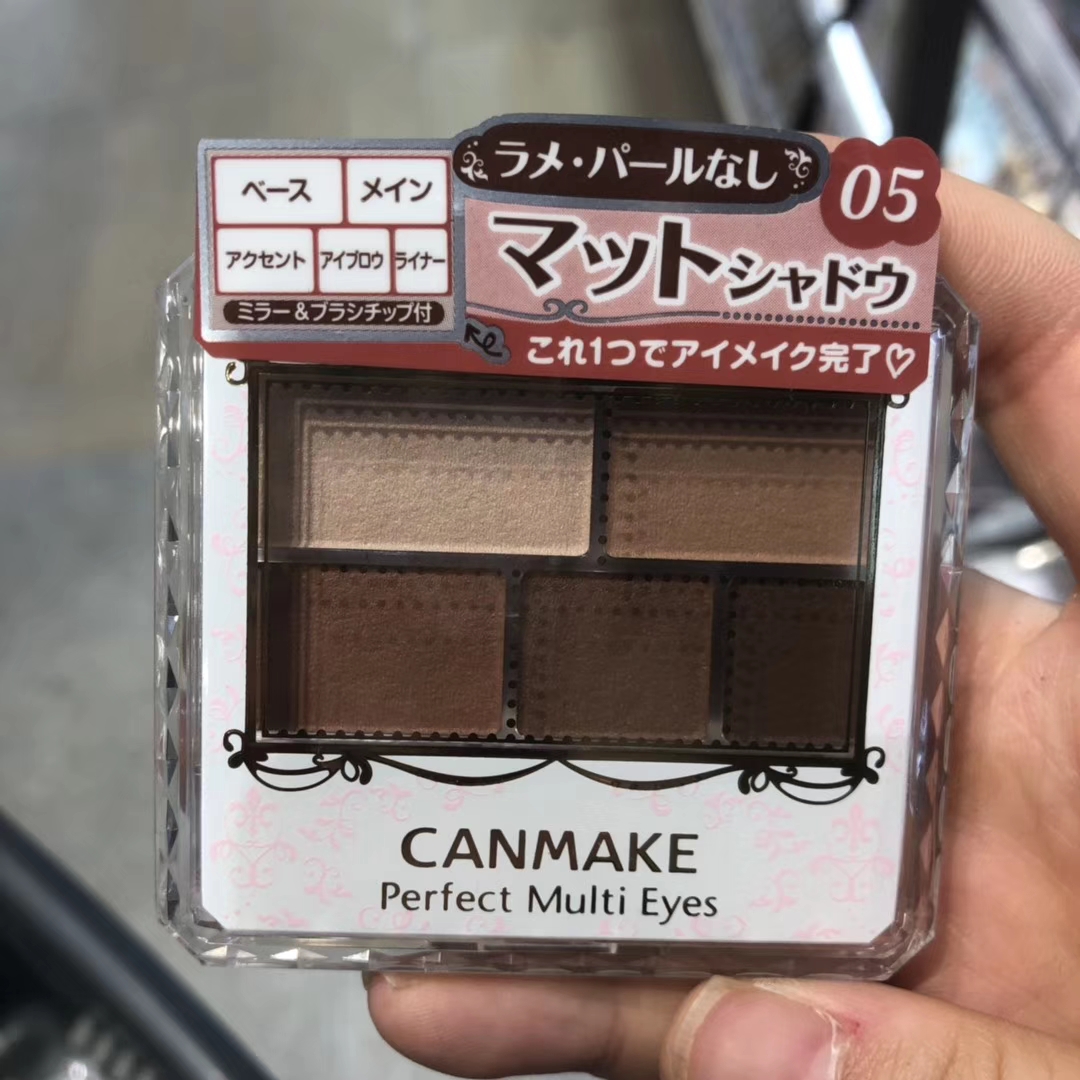 ラメ・パールなし
05
ベース
メイン
アクセント
アイブロウ
ライナー
ミラー&ブラシチップ付
マットシャドウ
これ1つでアイメイク完了♡
CANMAKE
Perfect Multi Eyes